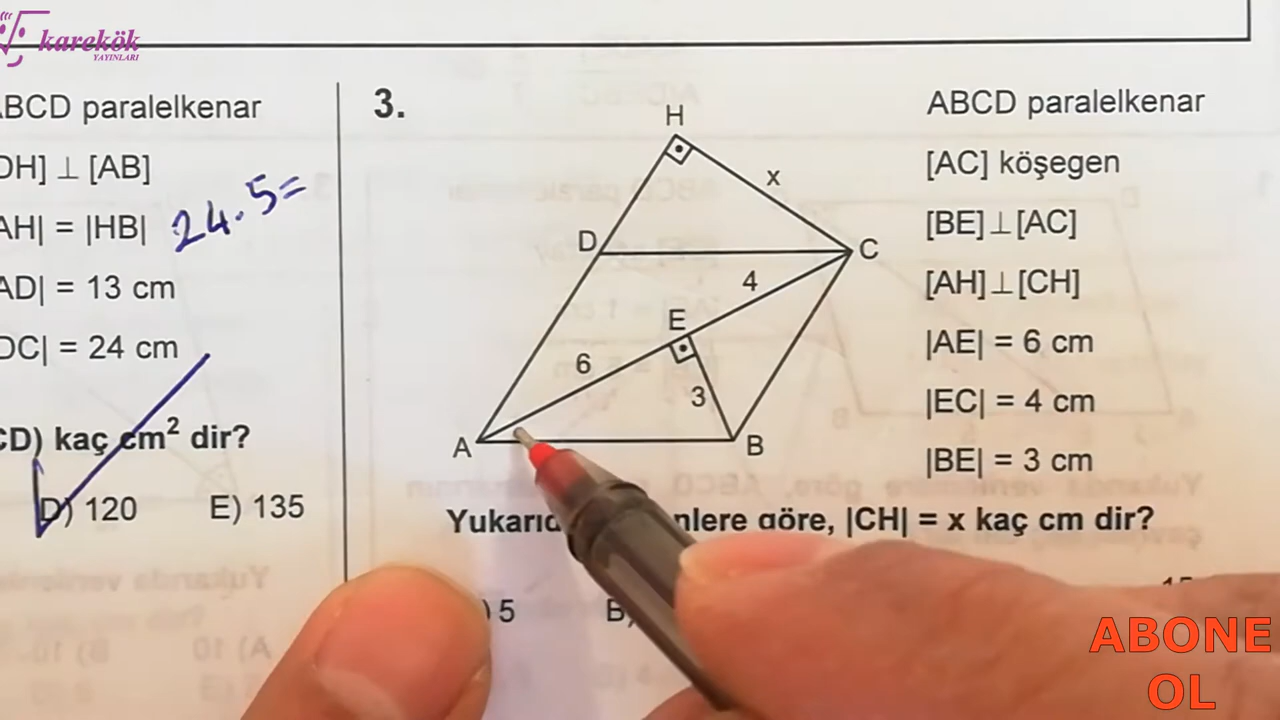 karekök
YAYINLARI
ABCD paralelkenar
DH] ⊥ [AB]
AH| = |HB|
24.5=
AD| = 13 cm
DC| = 24 cm
CD) kaç cm² dir?
D) 120 E) 135
3.
H
x
D
C
4
E
6
3
A
B
ABCD paralelkenar
[AC] köşegen
[BE]⊥[AC]
[AH]⊥[CH]
|AE| = 6 cm
|EC| = 4 cm
|BE| = 3 cm
nlere göre, |CH| = x kaç cm dir?
) 5 B)
ABONE
OL